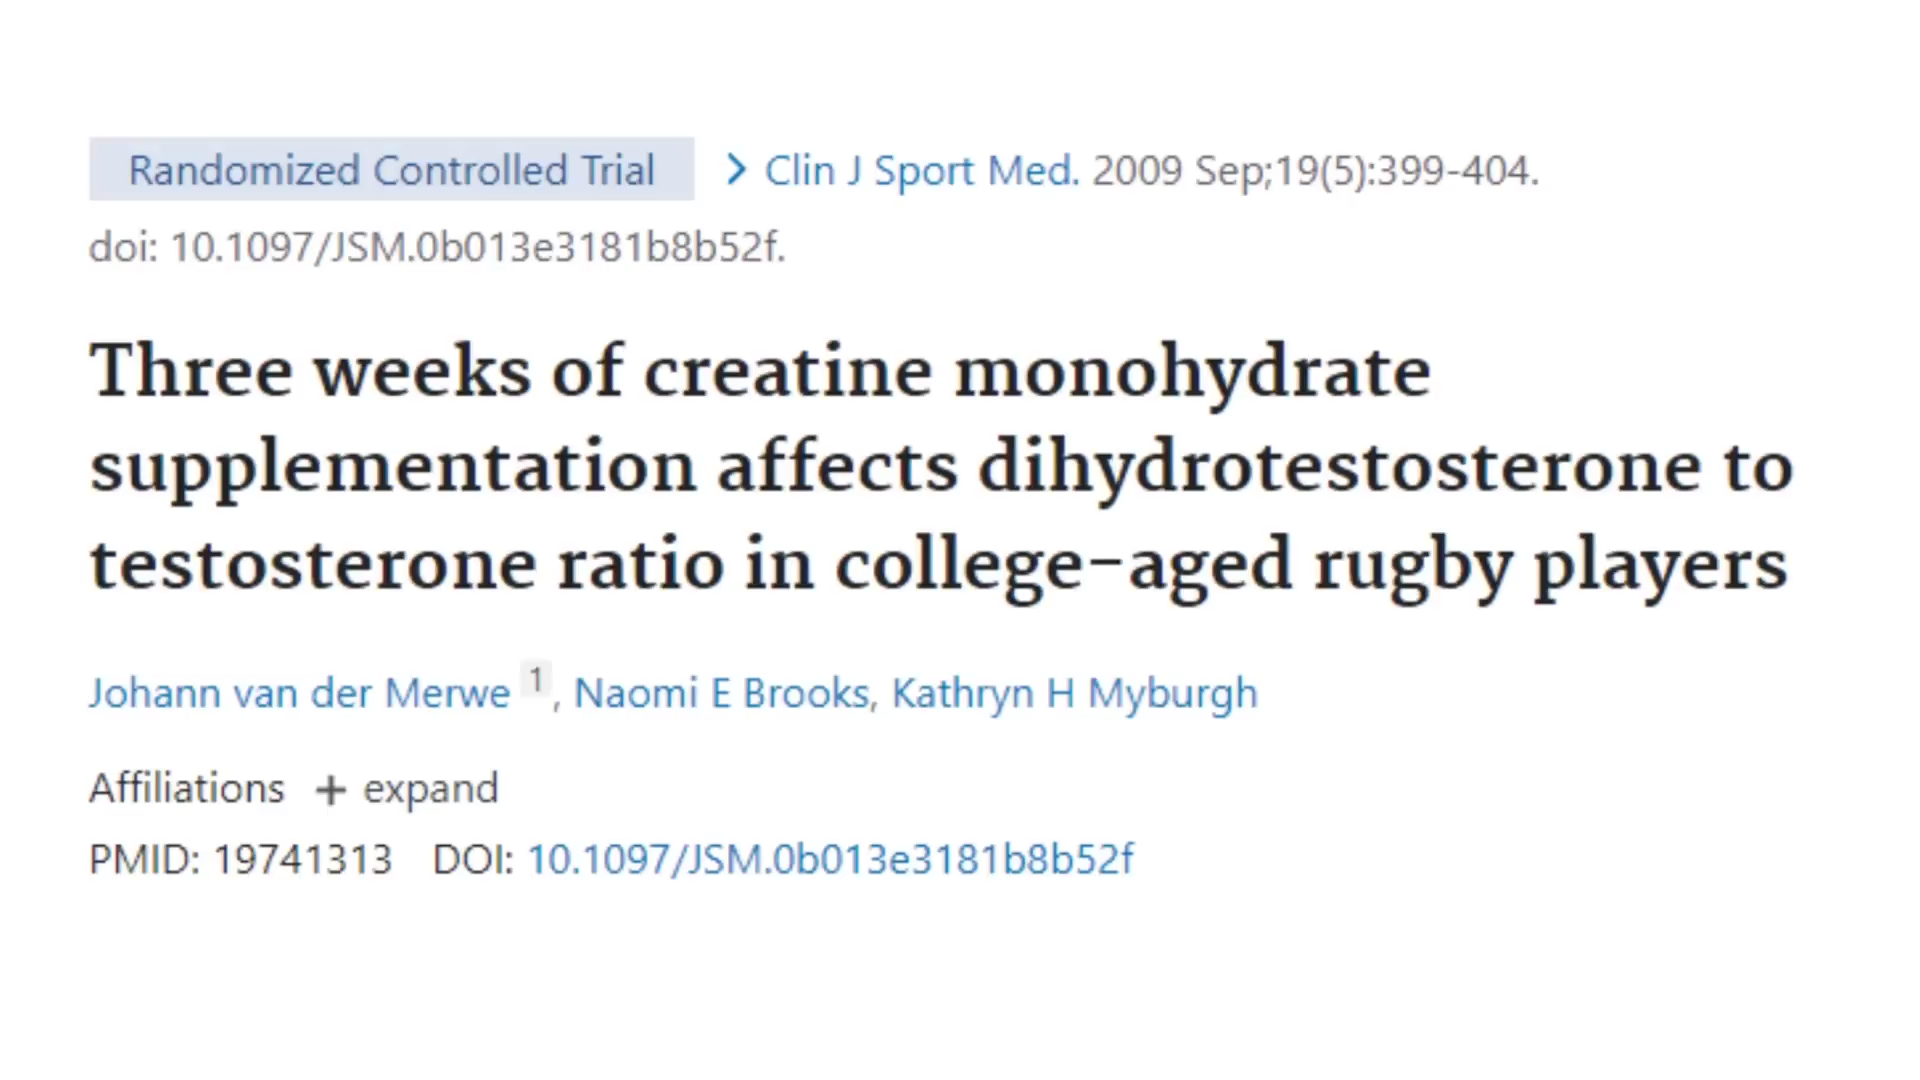 Randomized Controlled Trial > Clin J Sport Med. 2009 Sep;19(5):399-404.
doi: 10.1097/JSM.0b013e3181b8b52f.
Three weeks of creatine monohydrate
supplementation affects dihydrotestosterone to
testosterone ratio in college-aged rugby players
Johann van der Merwe 1, Naomi E Brooks, Kathryn H Myburgh
Affiliations + expand
PMID: 19741313 DOI: 10.1097/JSM.0b013e3181b8b52f